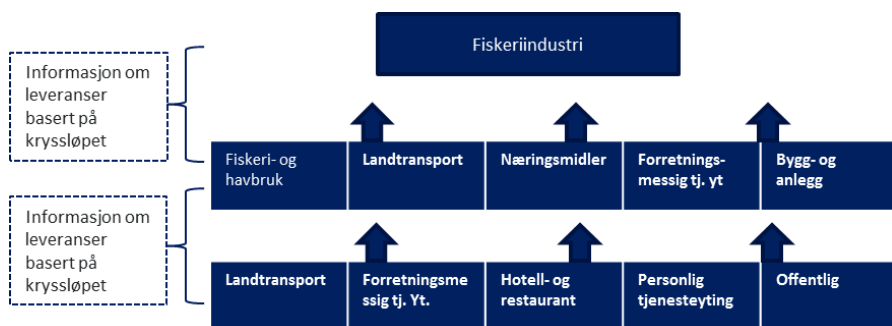 Fiskeriindustri
Informasjon om
leveranser
basert på
kryssløpet
Fiskeri- og
havbruk
Landtransport
Næringsmidler
Forretnings-
messig tj. yt
Bygg- og
anlegg
Informasjon om
leveranser
basert på
kryssløpet
Landtransport
Forretningsme
ssig tj. Yt.
Hotell- og
restaurant
Personlig
tjenesteyting
Offentlig